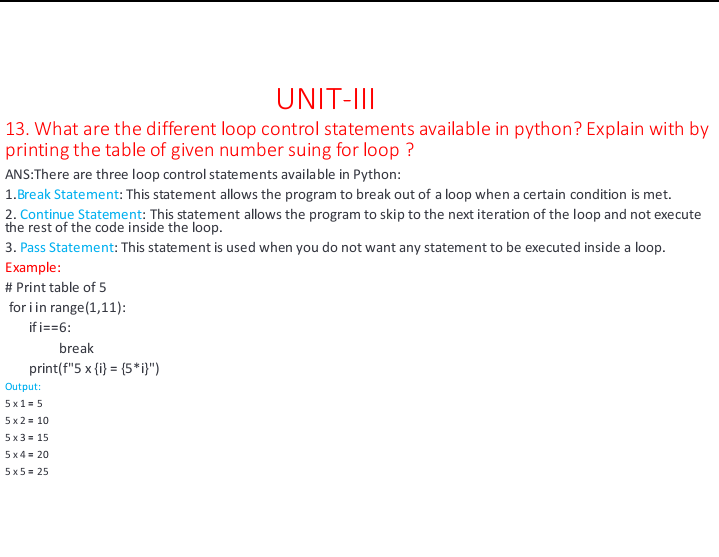 UNIT-III
13. What are the different loop control statements available in python? Explain with by
printing the table of given number suing for loop ?
ANS:There are three loop control statements available in Python:
1.Break Statement: This statement allows the program to break out of a loop when a certain condition is met.
2. Continue Statement: This statement allows the program to skip to the next iteration of the loop and not execute
the rest of the code inside the loop.
3. Pass Statement: This statement is used when you do not want any statement to be executed inside a loop.
Example:
# Print table of 5
for i in range(1,11):
if i==6:
break
print(f"5 x {i} = {5*i}")
Output:
5 x 1 = 5
5 x 2 = 10
5 x 3 = 15
5 x 4 = 20
5 x 5 = 25